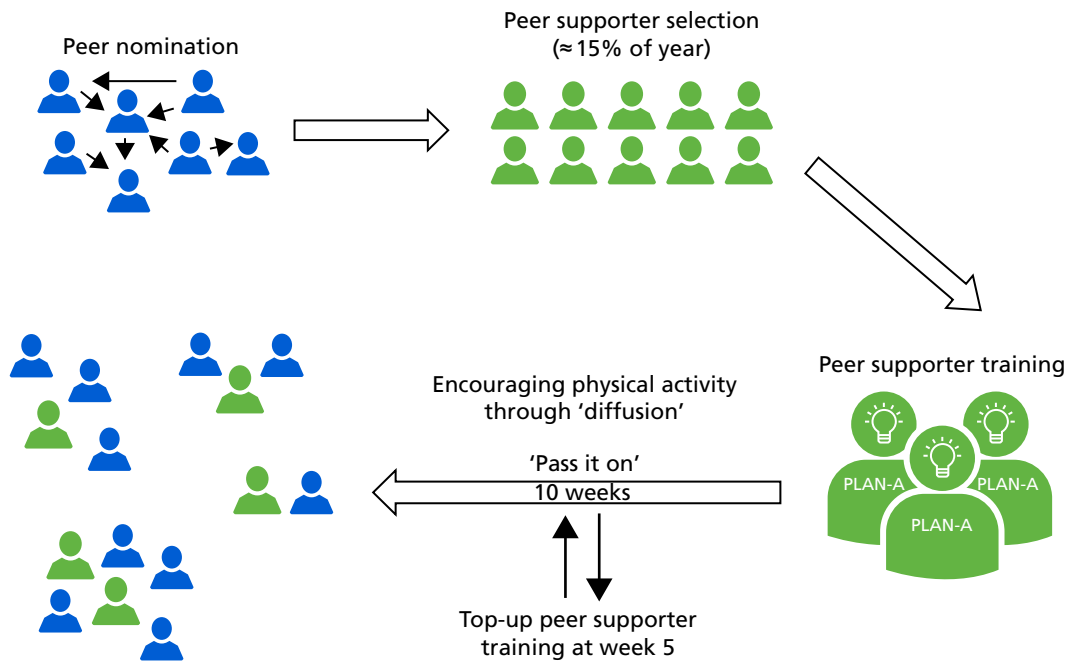 Peer nomination
Peer supporter selection
(≈15% of year)
Peer supporter training
PLAN-A
PLAN-A
PLAN-A
Encouraging physical activity
through ‘diffusion’
‘Pass it on’
10 weeks
Top-up peer supporter
training at week 5